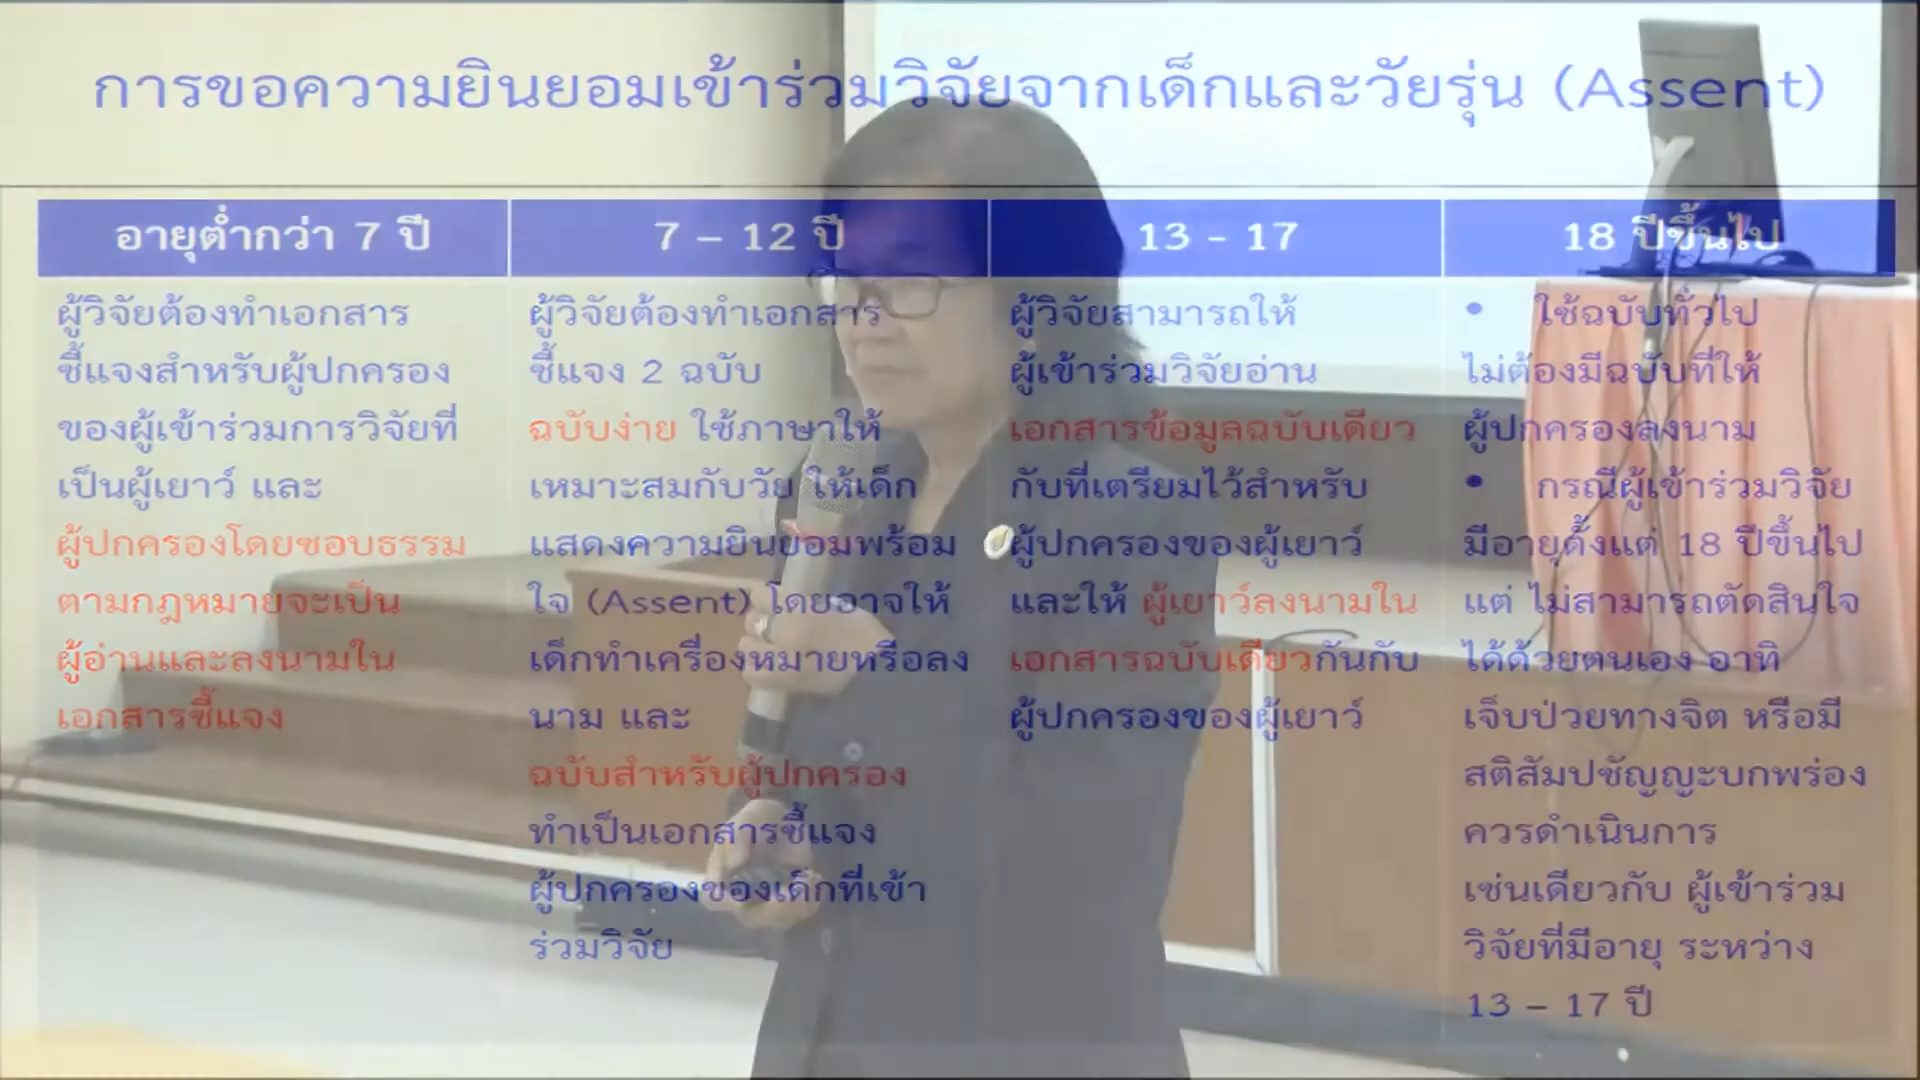 การขอความยินยอมเข้าร่วมวิจัยจากเด็กและวัยรุ่น (Assent)
อายุต่ำกว่า 7 ปี
ผู้วิจัยต้องทำเอกสาร
ชี้แจงสำหรับผู้ปกครอง
ของผู้เข้าร่วมการวิจัยที่
เป็นผู้เยาว์ และ
ผู้ปกครองโดยชอบธรรม
ตามกฎหมายจะเป็น
ผู้อ่านและลงนามใน
เอกสารชี้แจง
7 – 12 ปี
ผู้วิจัยต้องทำเอกสาร
ชี้แจง 2 ฉบับ
ฉบับง่าย ใช้ภาษาให้
เหมาะสมกับวัย ให้เด็ก
แสดงความยินยอมพร้อม
ใจ (Assent) โดยอาจให้
เด็กทำเครื่องหมายหรือลง
นาม และ
ฉบับสำหรับผู้ปกครอง
ทำเป็นเอกสารชี้แจง
ผู้ปกครองของเด็กที่เข้า
ร่วมวิจัย
13 - 17
ผู้วิจัยสามารถให้
ผู้เข้าร่วมวิจัยอ่าน
เอกสารข้อมูลฉบับเดียว
กับที่เตรียมไว้สำหรับ
ผู้ปกครองของผู้เยาว์
และให้ ผู้เยาว์ลงนามใน
เอกสารฉบับเดียวกันกับ
ผู้ปกครองของผู้เยาว์
18 ปีขึ้นไป
• ใช้ฉบับทั่วไป
ไม่ต้องมีฉบับที่ให้
ผู้ปกครองลงนาม
• กรณีผู้เข้าร่วมวิจัย
มีอายุตั้งแต่ 18 ปีขึ้นไป
แต่ ไม่สามารถตัดสินใจ
ได้ด้วยตนเอง อาทิ
เจ็บป่วยทางจิต หรือมี
สติสัมปชัญญะบกพร่อง
ควรดำเนินการ
เช่นเดียวกับ ผู้เข้าร่วม
วิจัยที่มีอายุ ระหว่าง
13 – 17 ปี